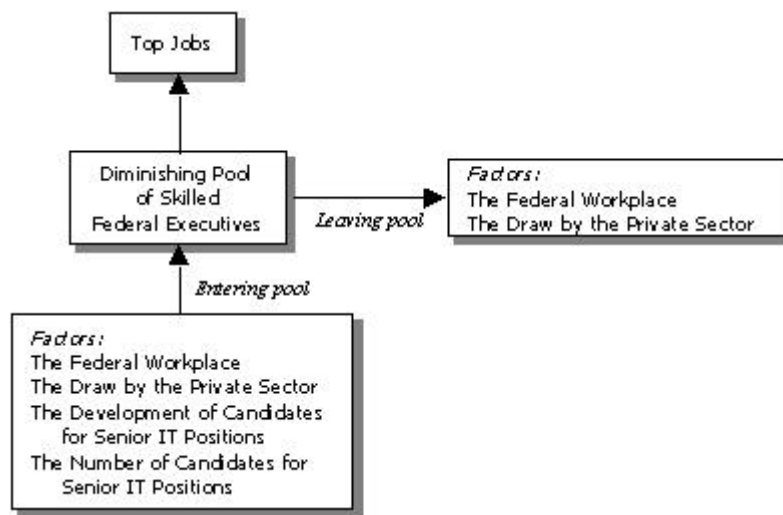 Top Jobs
Diminishing Pool
of Skilled
Federal Executives
Leaving pool
Factors:
The Federal Workplace
The Draw by the Private Sector
Entering pool
Factors:
The Federal Workplace
The Draw by the Private Sector
The Development of Candidates
for Senior IT Positions
The Number of Candidates for
Senior IT Positions